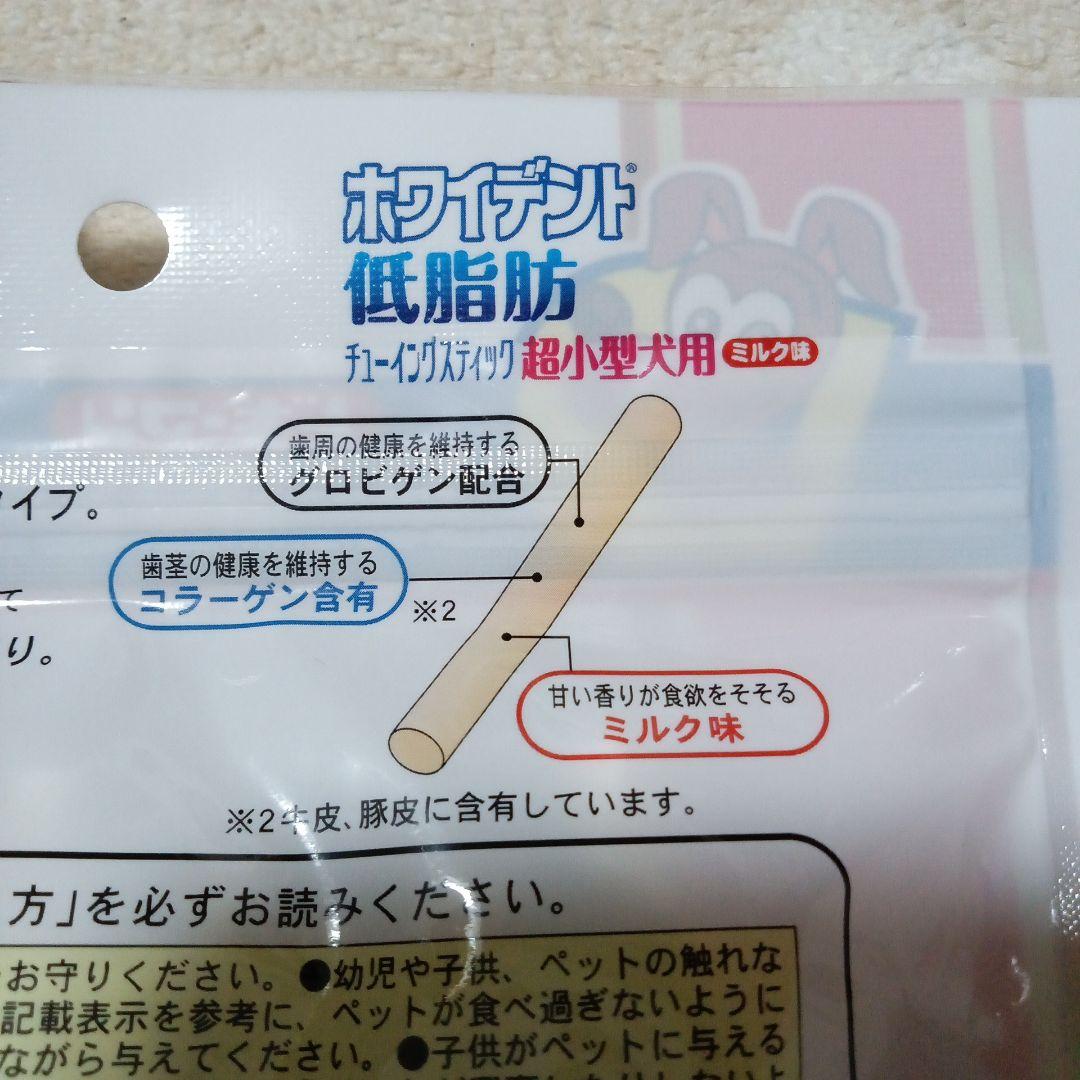 ホワイデント®
低脂肪
チューイングスティック 超小型犬用 ミルク味
歯周の健康を維持する
グロビゲン配合
イプ。
歯茎の健康を維持する
コラーゲン含有
※2
て
り。
甘い香りが食欲をそそる
ミルク味
※2牛皮、豚皮に含有しています。
方」を必ずお読みください。
お守りください。●幼児や子供、ペットの触れな
記載表示を参考に、ペットが食べ過ぎないように
ながら与えてください。●子供がペットに与える